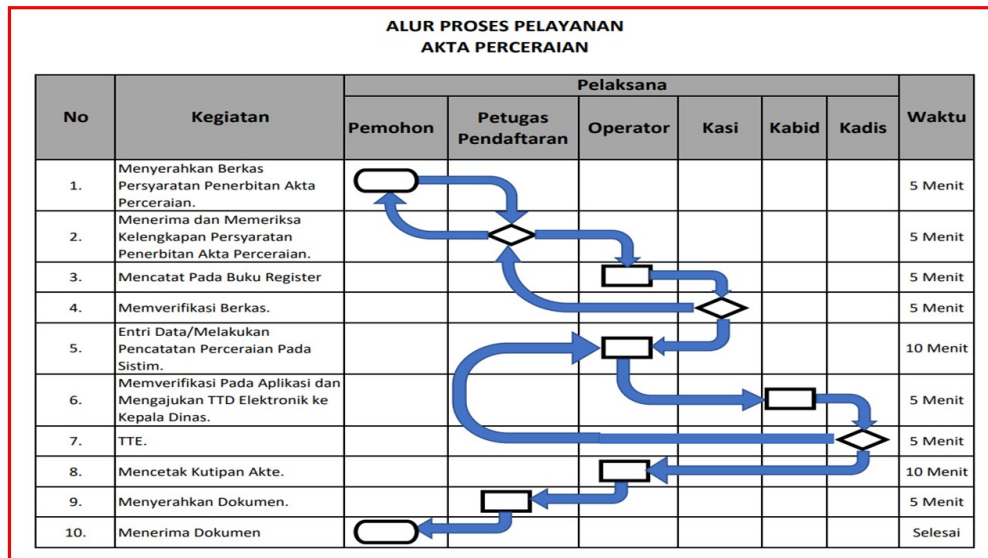 ALUR PROSES PELAYANAN
AKTA PERCERAIAN
No Kegiatan Pelaksana Waktu
Pemohon Petugas Pendaftaran Operator Kasi Kabid Kadis
1. Menyerahkan Berkas
Persyaratan Penerbitan Akta
Perceraian.
5 Menit
2. Menerima dan Memeriksa
Kelengkapan Persyaratan
Penerbitan Akta Perceraian.
5 Menit
3. Mencatat Pada Buku Register 5 Menit
4. Memverifikasi Berkas. 5 Menit
5. Entri Data/Melakukan
Pencatatan Perceraian Pada
Sistim.
10 Menit
6. Memverifikasi Pada Aplikasi dan
Mengajukan TTD Elektronik ke
Kepala Dinas.
5 Menit
7. TTE. 5 Menit
8. Mencetak Kutipan Akte. 10 Menit
9. Menyerahkan Dokumen. 5 Menit
10. Menerima Dokumen Selesai